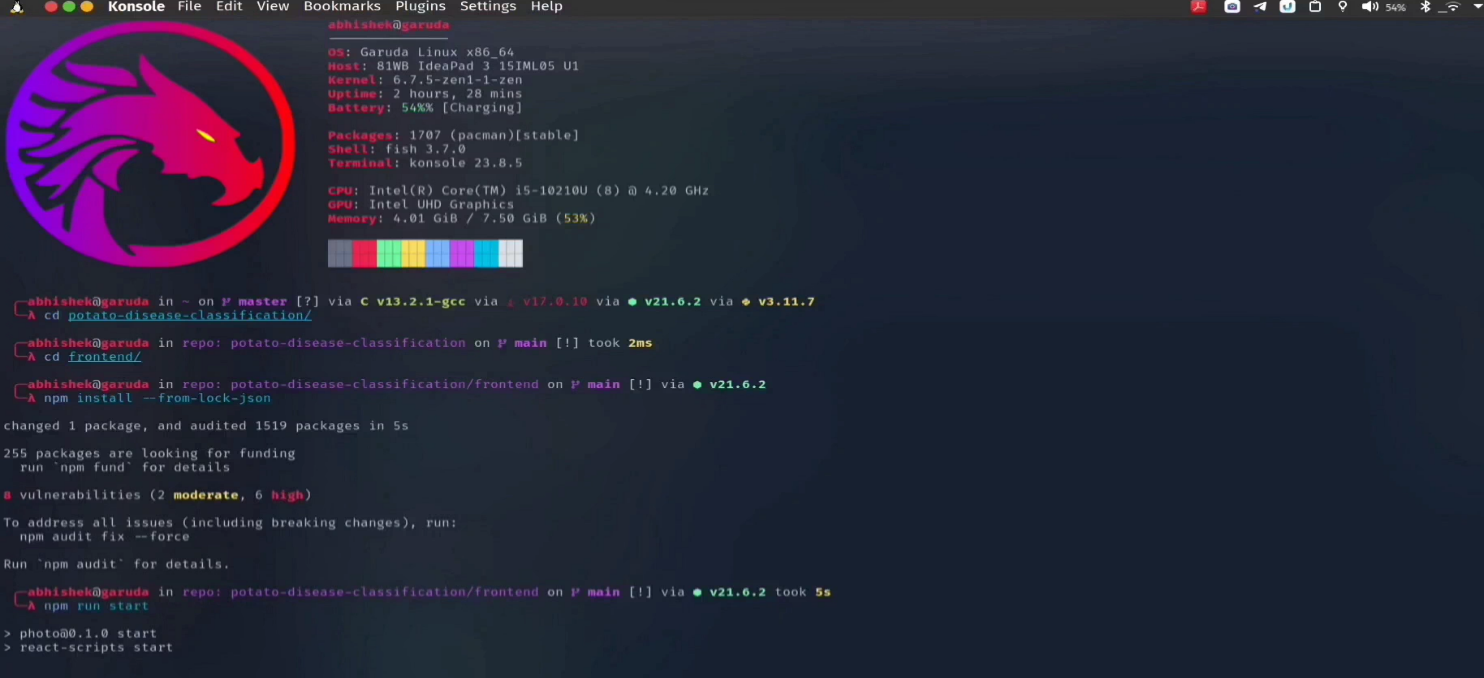 Konsole File Edit View Bookmarks Plugins Settings Help 54%
abhishek@garuda
OS: Garuda Linux x86_64
Host: 81WB IdeaPad 3 15IML05 U1
Kernel: 6.7.5-zen1-1-zen
Uptime: 2 hours, 28 mins
Battery: 54%% [Charging]
Packages: 1707 (pacman)[stable]
Shell: fish 3.7.0
Terminal: konsole 23.8.5
CPU: Intel(R) Core(TM) i5-10210U (8) @ 4.20 GHz
GPU: Intel UHD Graphics
Memory: 4.01 GiB / 7.50 GiB (53%)
abhishek@garuda in ~ on master [?] via C v13.2.1-gcc via v17.0.10 via v21.6.2 via v3.11.7
λ cd potato-disease-classification/
abhishek@garuda in repo: potato-disease-classification on main [!] took 2ms
λ cd frontend/
abhishek@garuda in repo: potato-disease-classification/frontend on main [!] via v21.6.2
λ npm install --from-lock-json
changed 1 package, and audited 1519 packages in 5s
255 packages are looking for funding
run `npm fund` for details
8 vulnerabilities (2 moderate, 6 high)
To address all issues (including breaking changes), run:
npm audit fix --force
Run `npm audit` for details.
abhishek@garuda in repo: potato-disease-classification/frontend on main [!] via v21.6.2 took 5s
λ npm run start
> photo@0.1.0 start
> react-scripts start